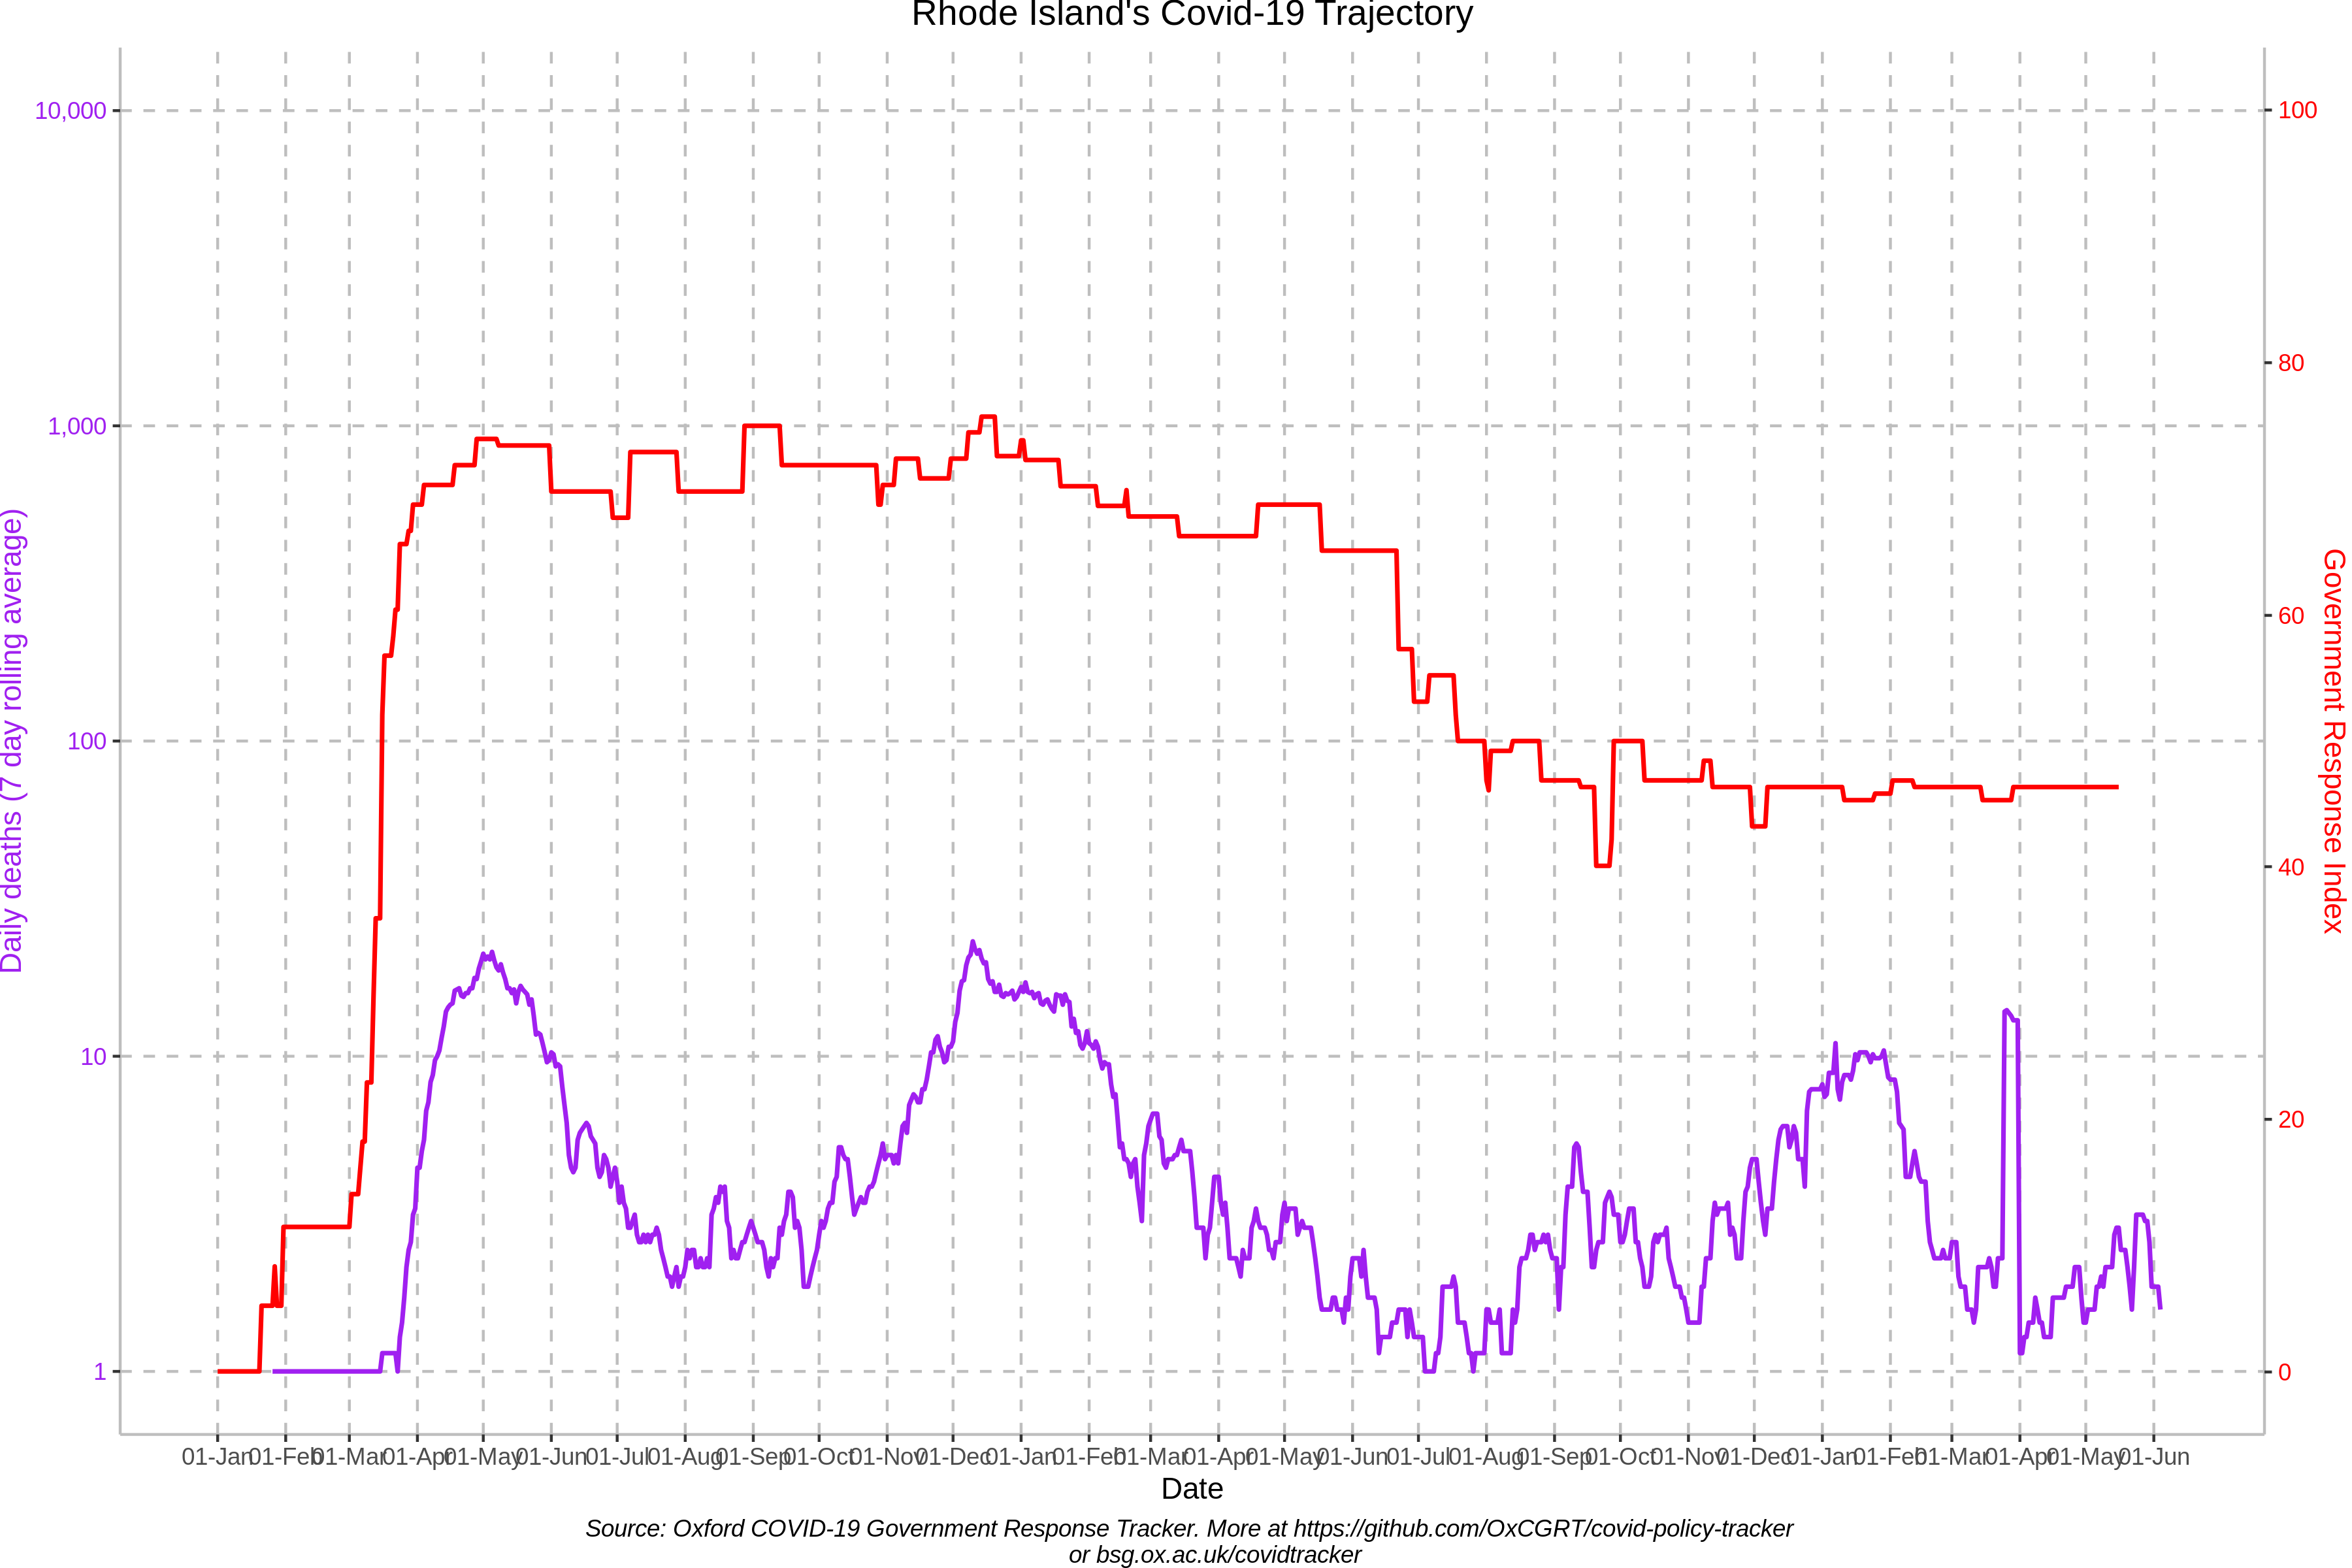 Rhode Island's Covid-19 Trajectory
10,000
1,000
100
10
1
Daily deaths (7 day rolling average)
100
80
60
40
20
0
Government Response Index
01-Jan
01-Feb
01-Mar
01-Apr
01-May
01-Jun
01-Jul
01-Aug
01-Sep
01-Oct
01-Nov
01-Dec
01-Jan
01-Feb
01-Mar
01-Apr
01-May
01-Jun
01-Jul
01-Aug
01-Sep
01-Oct
01-Nov
01-Dec
01-Jan
01-Feb
01-Mar
01-Apr
01-May
01-Jun
Date
Source: Oxford COVID-19 Government Response Tracker. More at https://github.com/OxCGRT/covid-policy-tracker
or bsg.ox.ac.uk/covidtracker